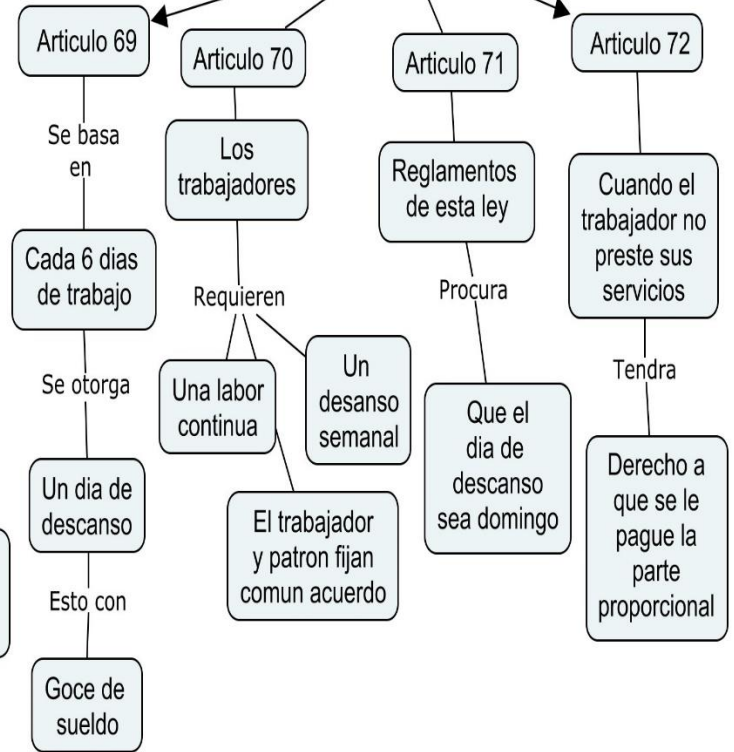 Articulo 69
Se basa
en
Cada 6 dias
de trabajo
Se otorga
Un dia de
descanso
Esto con
Goce de
sueldo
Articulo 70
Los
trabajadores
Requieren
Una labor
continua
Un
desanso
semanal
El trabajador
y patron fijan
comun acuerdo
Articulo 71
Reglamentos
de esta ley
Procura
Que el
dia de
descanso
sea domingo
Articulo 72
Cuando el
trabajador no
preste sus
servicios
Tendra
Derecho a
que se le
pague la
parte
proporcional